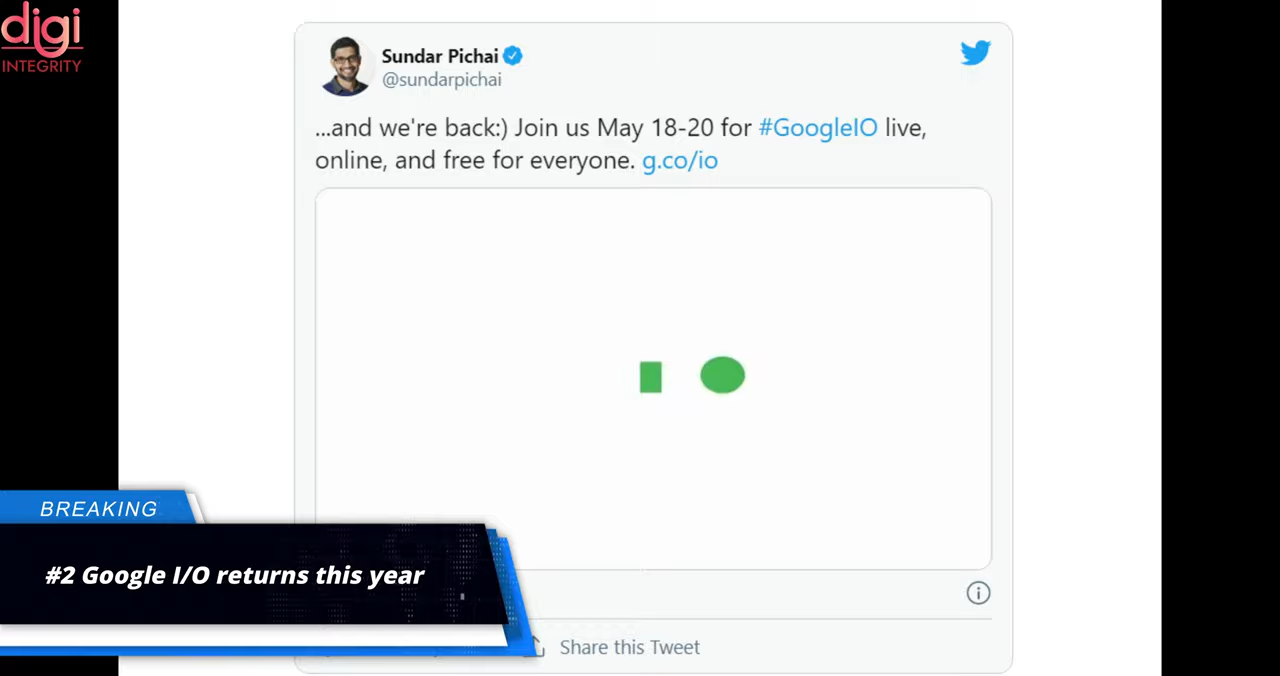 digi
INTEGRITY
Sundar Pichai
@sundarpichai
...and we're back:) Join us May 18-20 for #GoogleIO live,
online, and free for everyone. g.co/io
BREAKING
#2 Google I/O returns this year
Share this Tweet